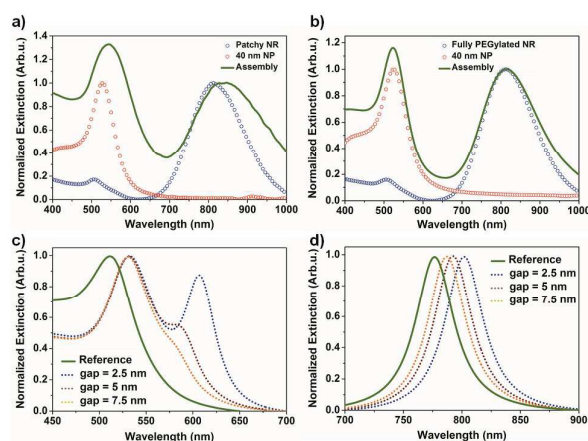 a)
Normalized Extinction (Arb.u.)
1.4
1.2
1.0
0.8
0.6
0.4
0.2
0.0
Patchy NR
40 nm NP
Assembly
400 500 600 700 800 900 1000
Wavelength (nm)
b)
Normalized Extinction (Arb.u.)
1.4
1.2
1.0
0.8
0.6
0.4
0.2
0.0
Fully PEGylated NR
40 nm NP
Assembly
400 500 600 700 800 900 1000
Wavelength (nm)
c)
Normalized Extinction (Arb.u.)
1.0
0.8
0.6
0.4
0.2
0.0
Reference
gap = 2.5 nm
gap = 5 nm
gap = 7.5 nm
450 500 550 600 650 700
Wavelength (nm)
d)
Normalized Extinction (Arb.u.)
1.0
0.8
0.6
0.4
0.2
0.0
Reference
gap = 2.5 nm
gap = 5 nm
gap = 7.5 nm
700 750 800 850 900
Wavelength (nm)